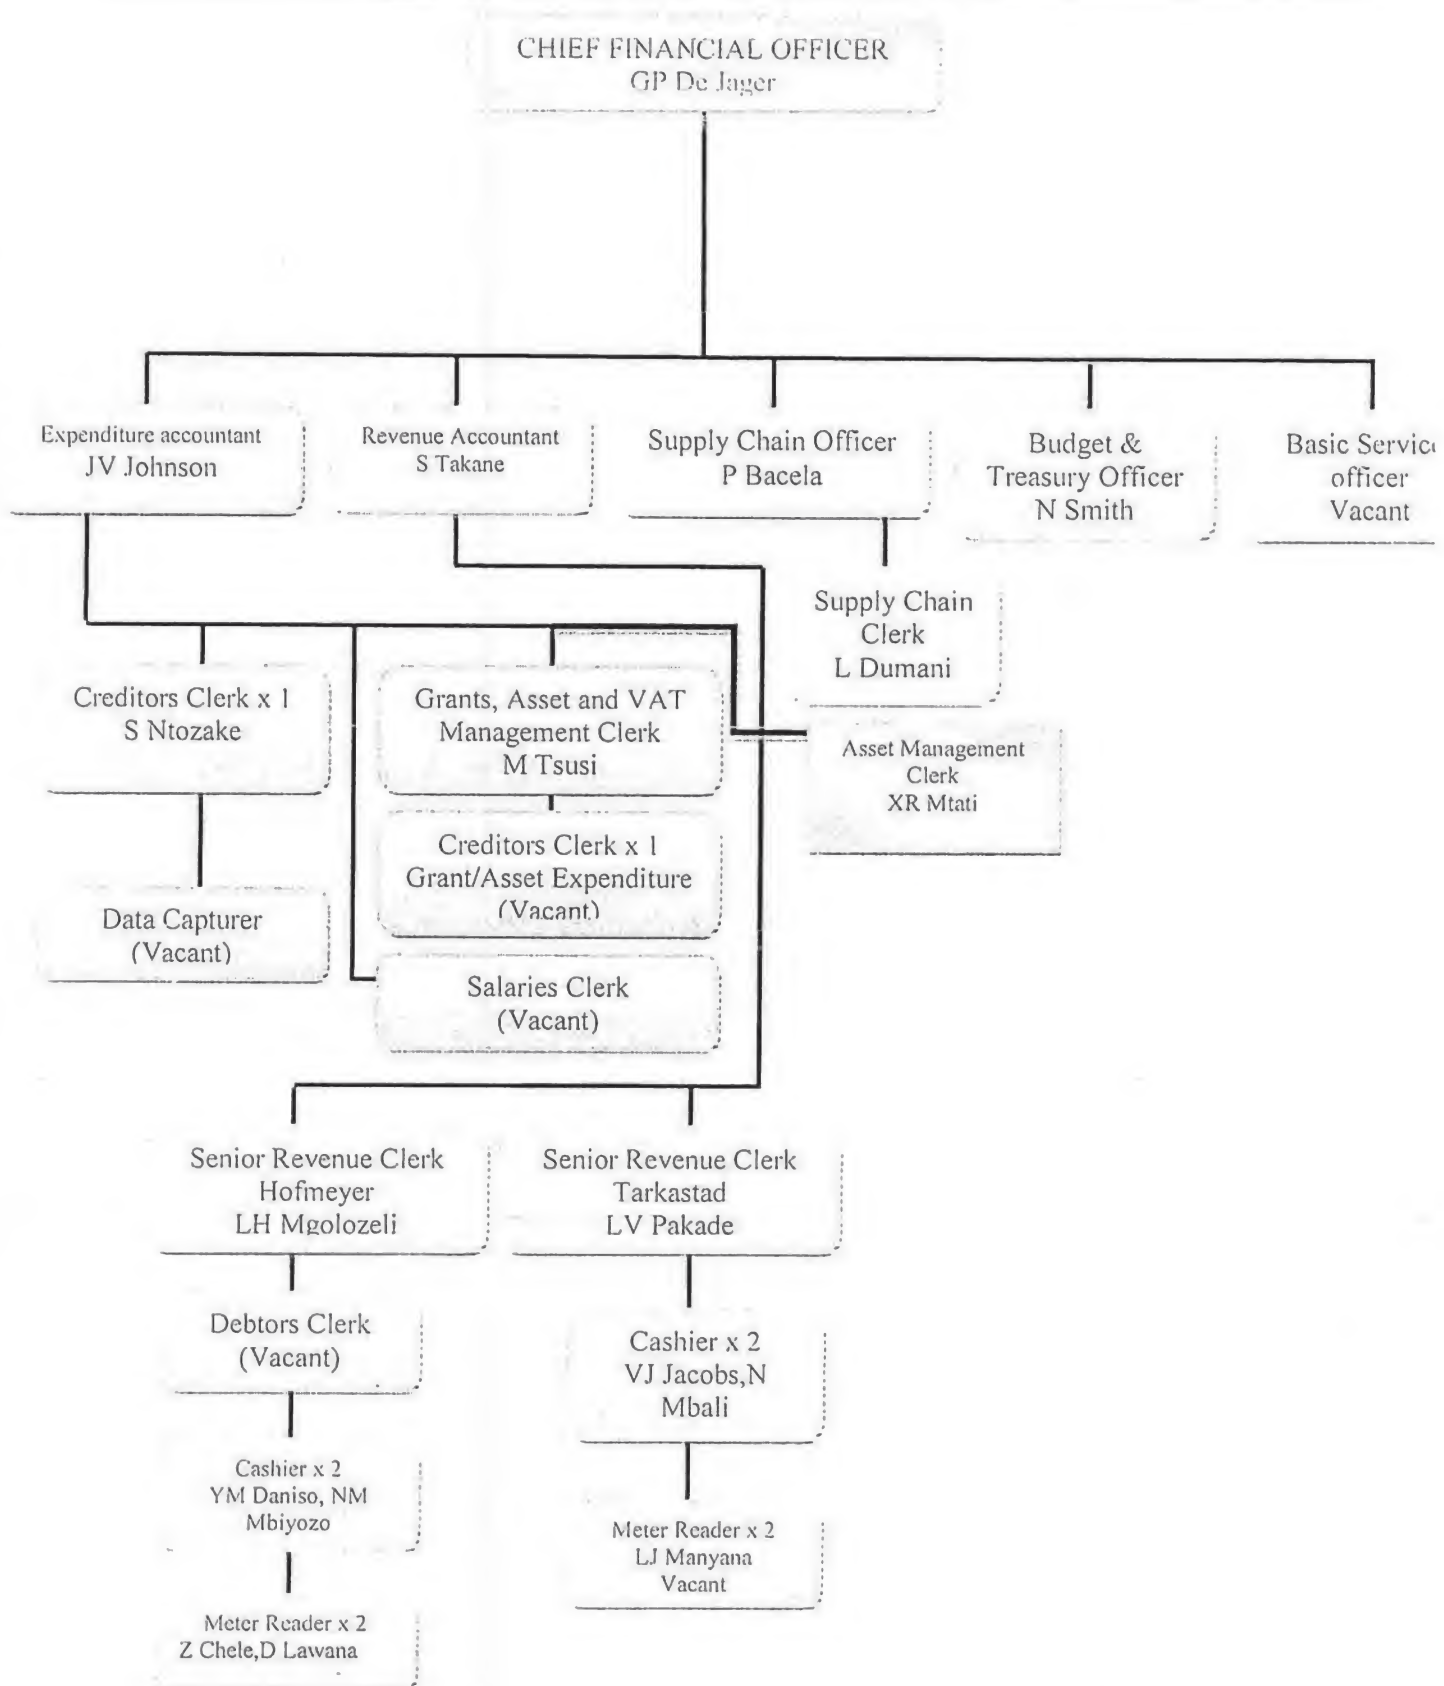 CHIEF FINANCIAL OFFICER
GP De Jager
Expenditure accountant
JV Johnson
Revenue Accountant
S Takane
Supply Chain Officer
P Bacela
Budget &
Treasury Officer
N Smith
Basic Service
officer
Vacant
Supply Chain
Clerk
L Dumani
Creditors Clerk x 1
S Ntozake
Grants, Asset and VAT
Management Clerk
M Tsusi
Asset Management
Clerk
XR Mtati
Creditors Clerk x 1
Grant/Asset Expenditure
(Vacant)
Data Capturer
(Vacant)
Salaries Clerk
(Vacant)
Senior Revenue Clerk
Hofmeyer
LH Mgolozeli
Senior Revenue Clerk
Tarkastad
LV Pakade
Debtors Clerk
(Vacant)
Cashier x 2
VJ Jacobs,N
Mbali
Cashier x 2
YM Daniso, NM
Mbiyozo
Meter Reader x 2
LJ Manyana
Vacant
Meter Reader x 2
Z Chele,D Lawana